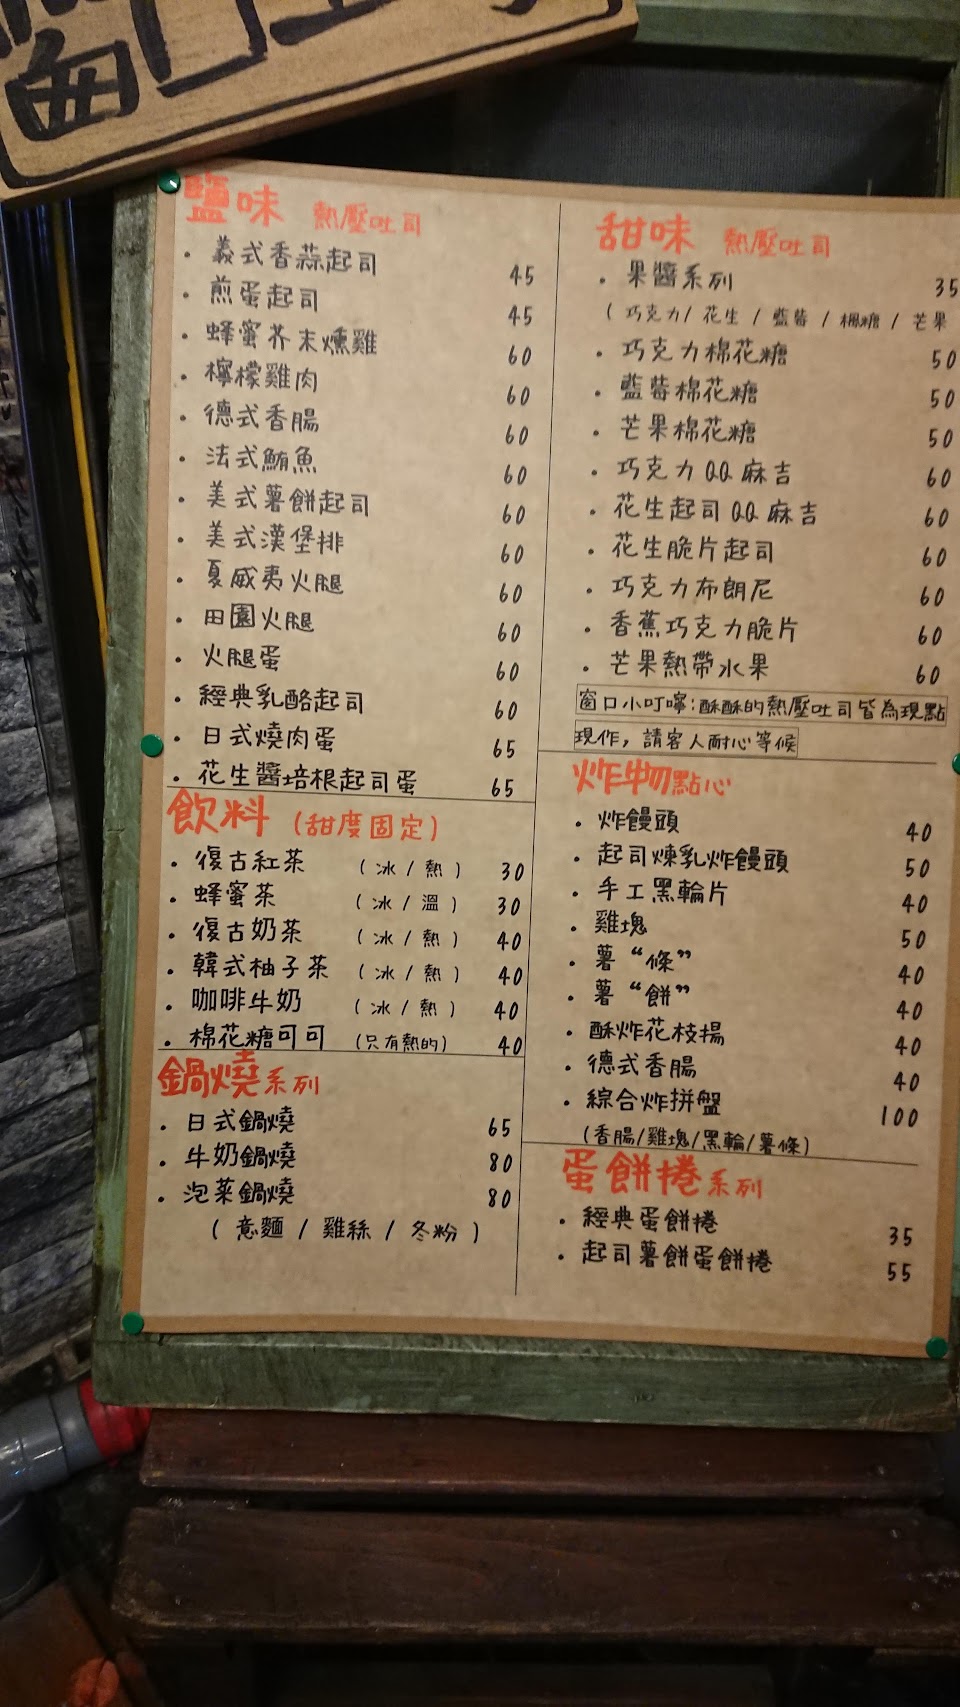 鹽味 熱壓吐司
· 義式香蒜起司 45
· 煎蛋起司 45
· 蜂蜜芥末燻雞 60
· 檸檬雞肉 60
· 德式香腸 60
· 法式鮪魚 60
· 美式薯餅起司 60
· 美式漢堡排 60
· 夏威夷火腿 60
· 田園火腿 60
· 火腿蛋 60
· 經典乳酪起司 60
· 日式燒肉蛋 65
· 花生醬培根起司蛋 65
飲料 (甜度固定)
· 復古紅茶 (冰/熱) 30
· 蜂蜜茶 (冰/溫) 30
· 復古奶茶 (冰/熱) 40
· 韓式柚子茶 (冰/熱) 40
· 咖啡牛奶 (冰/熱) 40
· 棉花糖可可 (只有熱的) 40
鍋燒系列
· 日式鍋燒 65
· 牛奶鍋燒 80
· 泡菜鍋燒 80
(意麵/雞絲/冬粉)
甜味 熱壓吐司
· 果醬系列 35
(巧克力/花生/藍莓/楓糖/芒果
· 巧克力棉花糖 50
· 藍莓棉花糖 50
· 芒果棉花糖 50
· 巧克力QQ麻吉 60
· 花生起司QQ麻吉 60
· 花生脆片起司 60
· 巧克力布朗尼 60
· 香蕉巧克力脆片 60
· 芒果熱帶水果 60
窗口小叮嚀:酥酥的熱壓吐司皆為現點
現作,請客人耐心等候
炸物點心
· 炸饅頭 40
· 起司煉乳炸饅頭 50
· 手工黑輪片 40
· 雞塊 50
· 薯“條” 40
· 薯“餅” 40
· 酥炸花枝揚 40
· 德式香腸 40
· 綜合炸拼盤 100
(香腸/雞塊/黑輪/薯條)
蛋餅捲系列
· 經典蛋餅捲 35
· 起司薯餅蛋餅捲 55